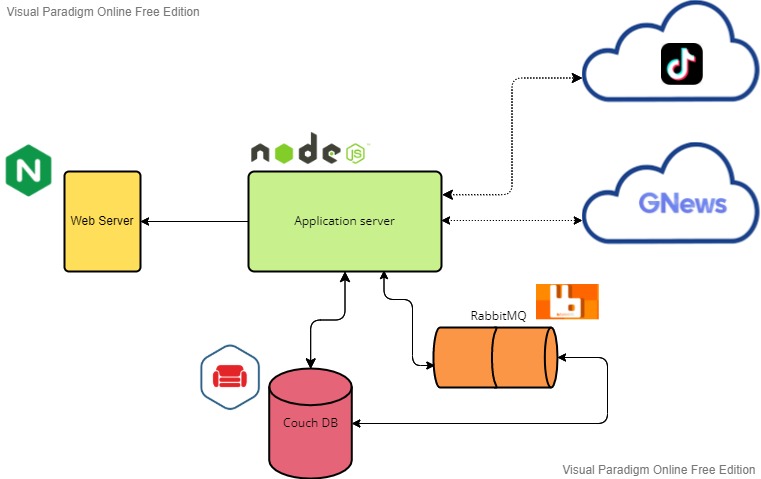 Visual Paradigm Online Free Edition
node
JS
N
Web Server
Application server
GNews
RabbitMQ
Couch DB
Visual Paradigm Online Free Edition